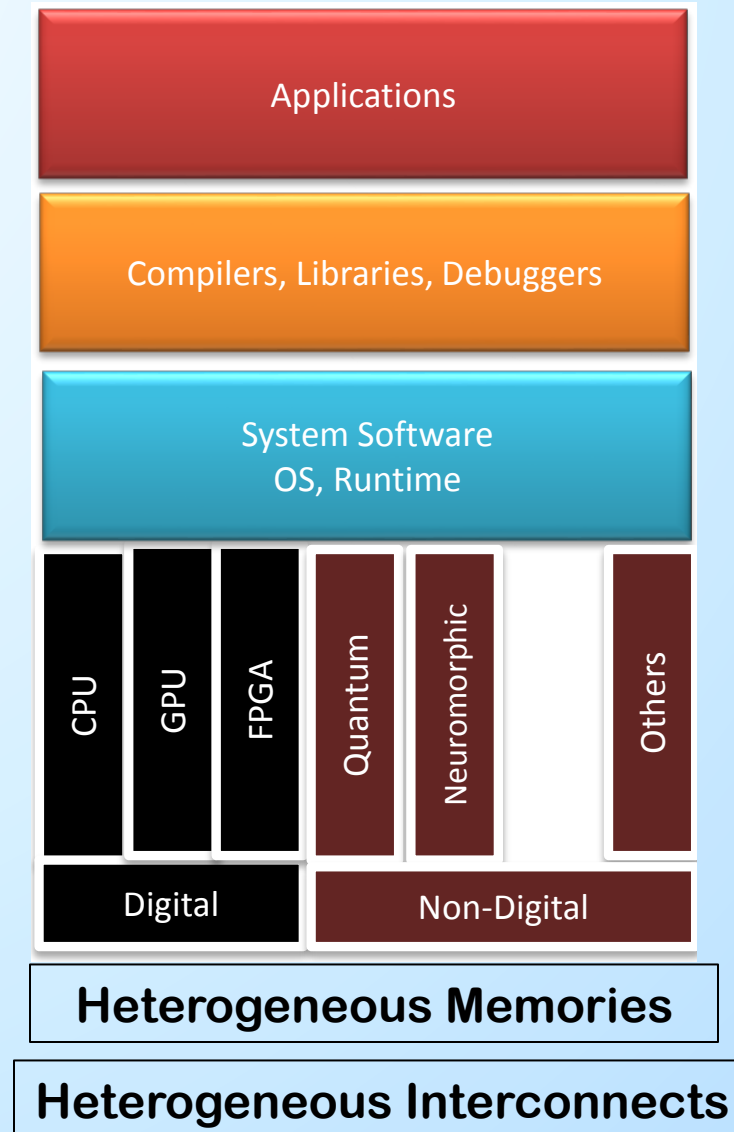 Applications
Compilers, Libraries, Debuggers
System Software
OS, Runtime
CPU
GPU
FPGA
Quantum
Neuromorphic
Others
Digital
Non-Digital
Heterogeneous Memories
Heterogeneous Interconnects